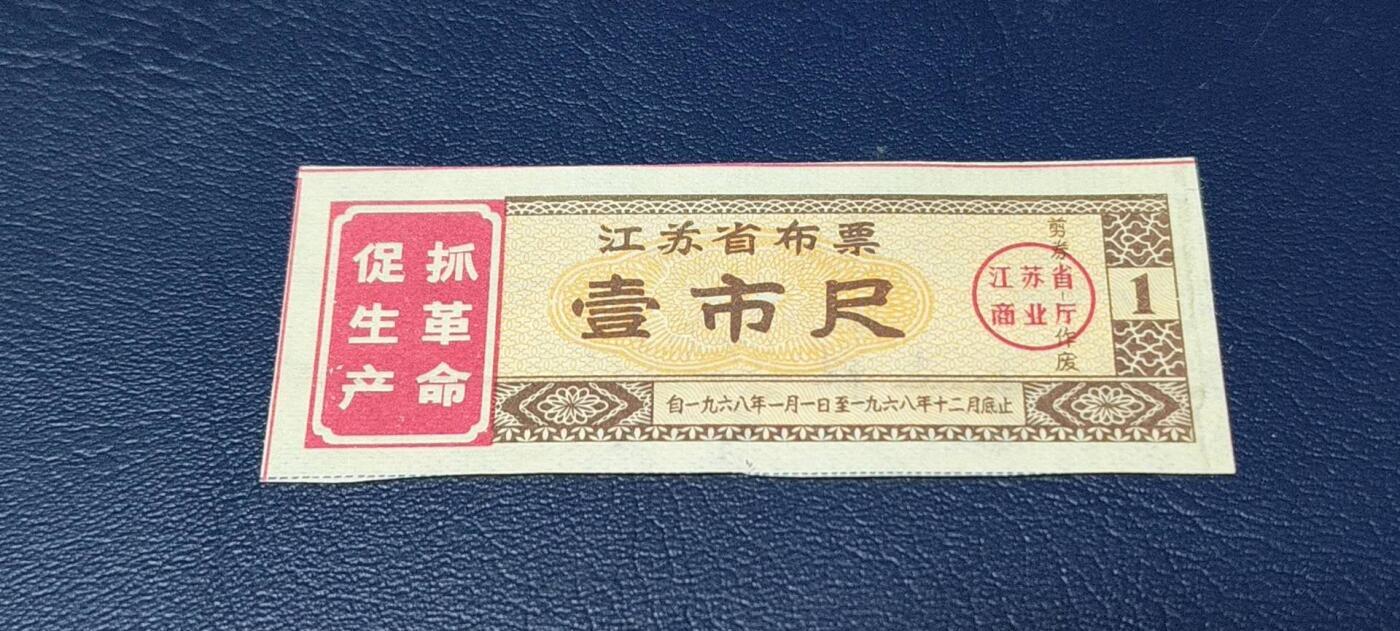 抓革命
促生产
江苏省布票
壹市尺
江苏省
商业厅
剪券
作废
1
自一九六八年一月一日至一九六八年十二月底止